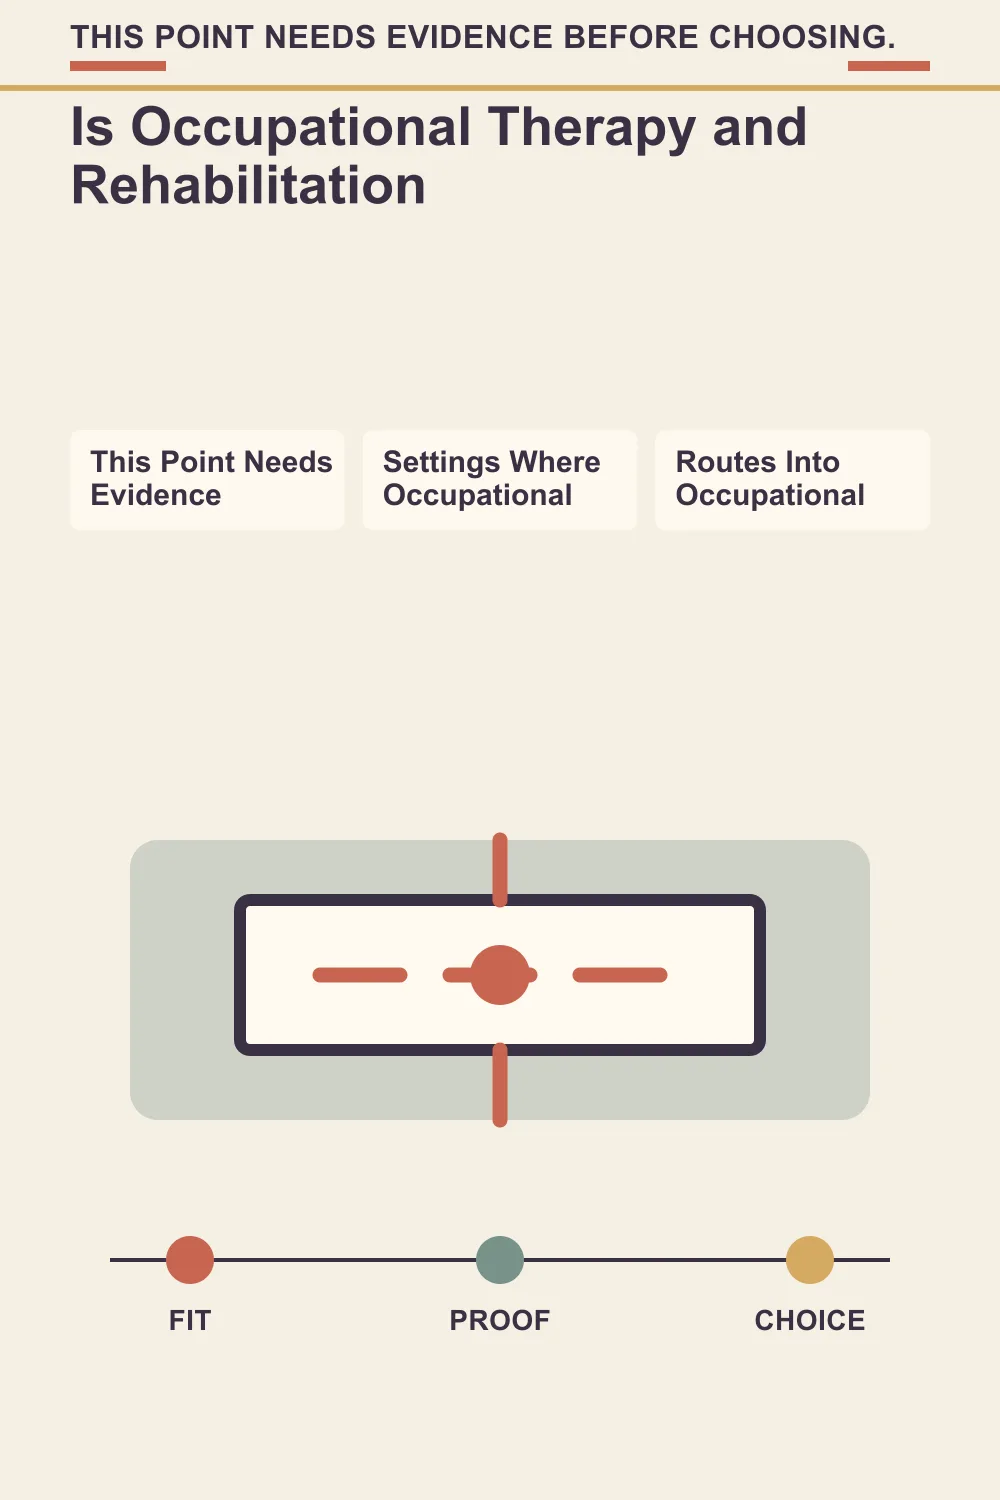 THIS POINT NEEDS EVIDENCE BEFORE CHOOSING.
Is Occupational Therapy and
Rehabilitation
This Point Needs
Evidence
Settings Where
Occupational
Routes Into
Occupational
FIT
PROOF
CHOICE